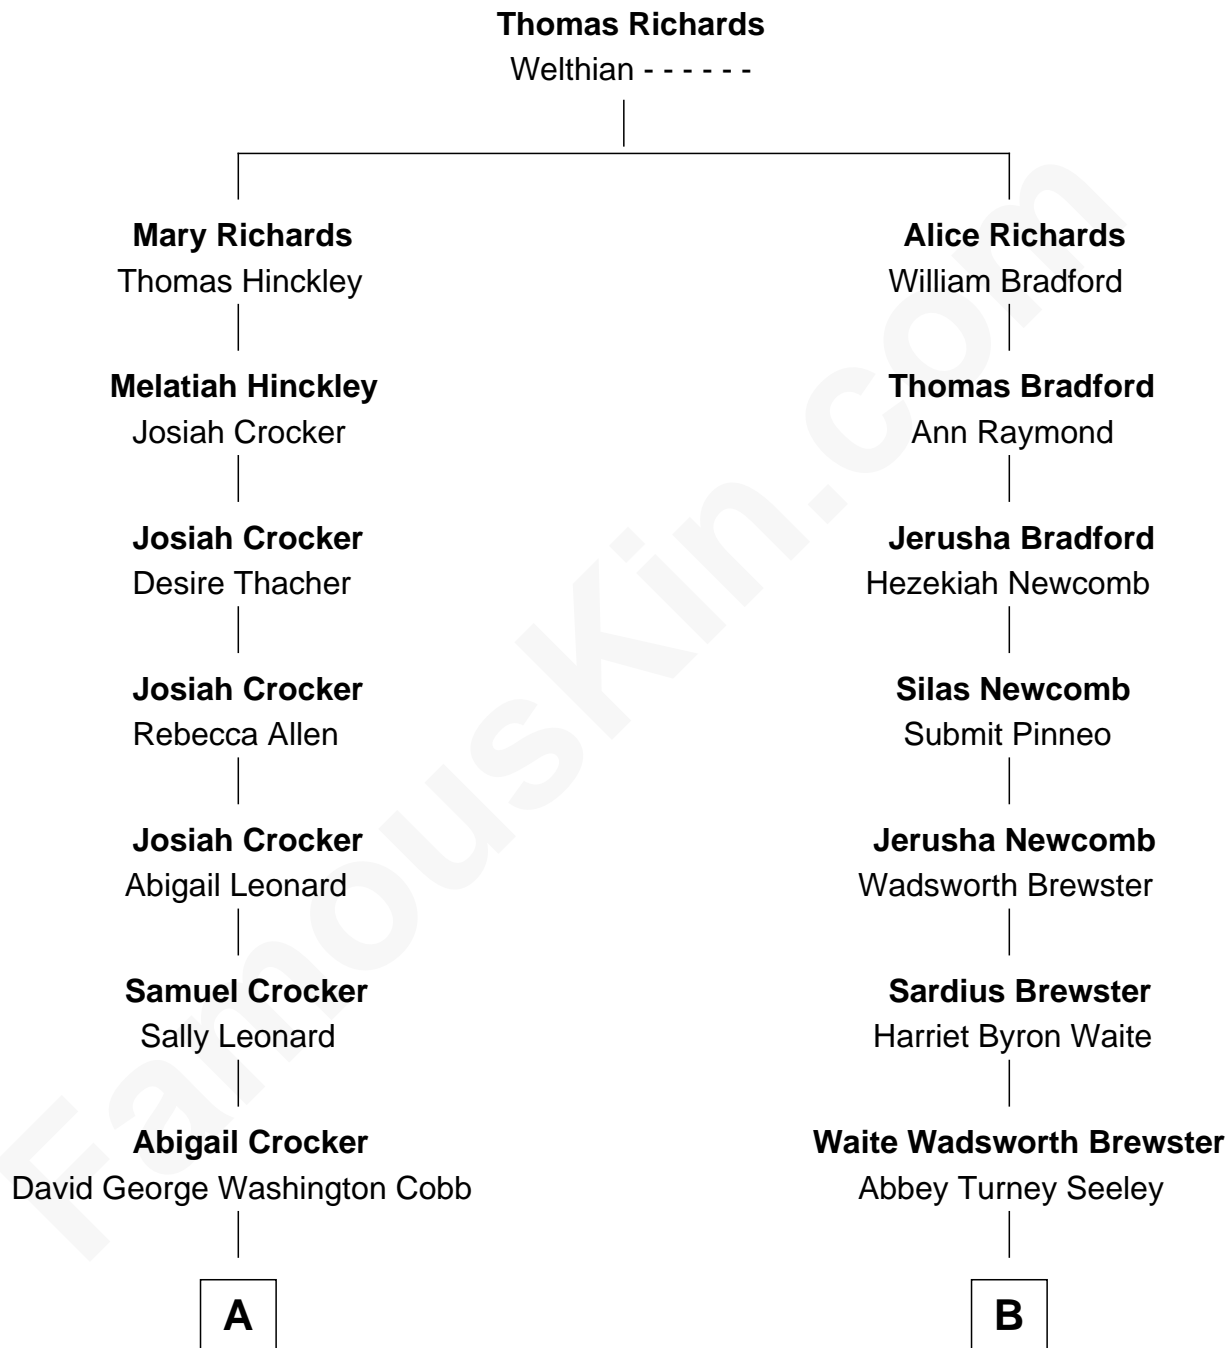 Thomas Richards
Welthian - - - - - -
Mary Richards
Thomas Hinckley
Alice Richards
William Bradford
Melatiah Hinckley
Josiah Crocker
Thomas Bradford
Ann Raymond
Josiah Crocker
Desire Thacher
Jerusha Bradford
Hezekiah Newcomb
Josiah Crocker
Rebecca Allen
Silas Newcomb
Submit Pinneo
Josiah Crocker
Abigail Leonard
Jerusha Newcomb
Wadsworth Brewster
Samuel Crocker
Sally Leonard
Sardius Brewster
Harriet Byron Waite
Abigail Crocker
David George Washington Cobb
Waite Wadsworth Brewster
Abbey Turney Seeley
A
B
FamousKin.com